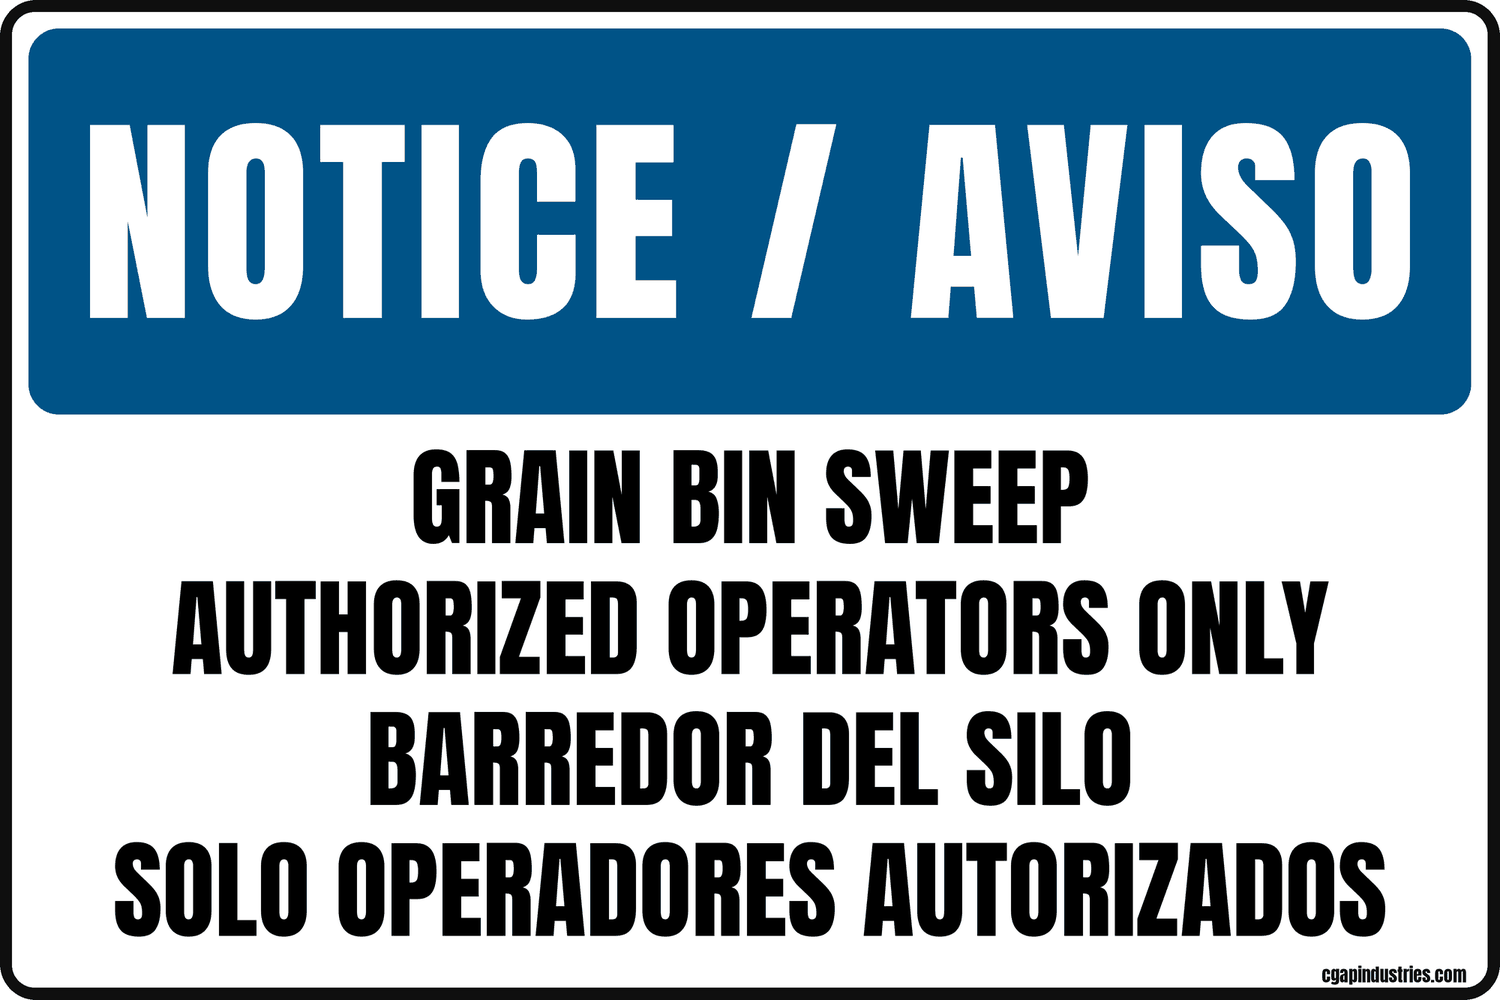 NOTICE / AVISO
GRAIN BIN SWEEP
AUTHORIZED OPERATORS ONLY
BARREDOR DEL SILO
SOLO OPERADORES AUTORIZADOS
cgapindustries.com